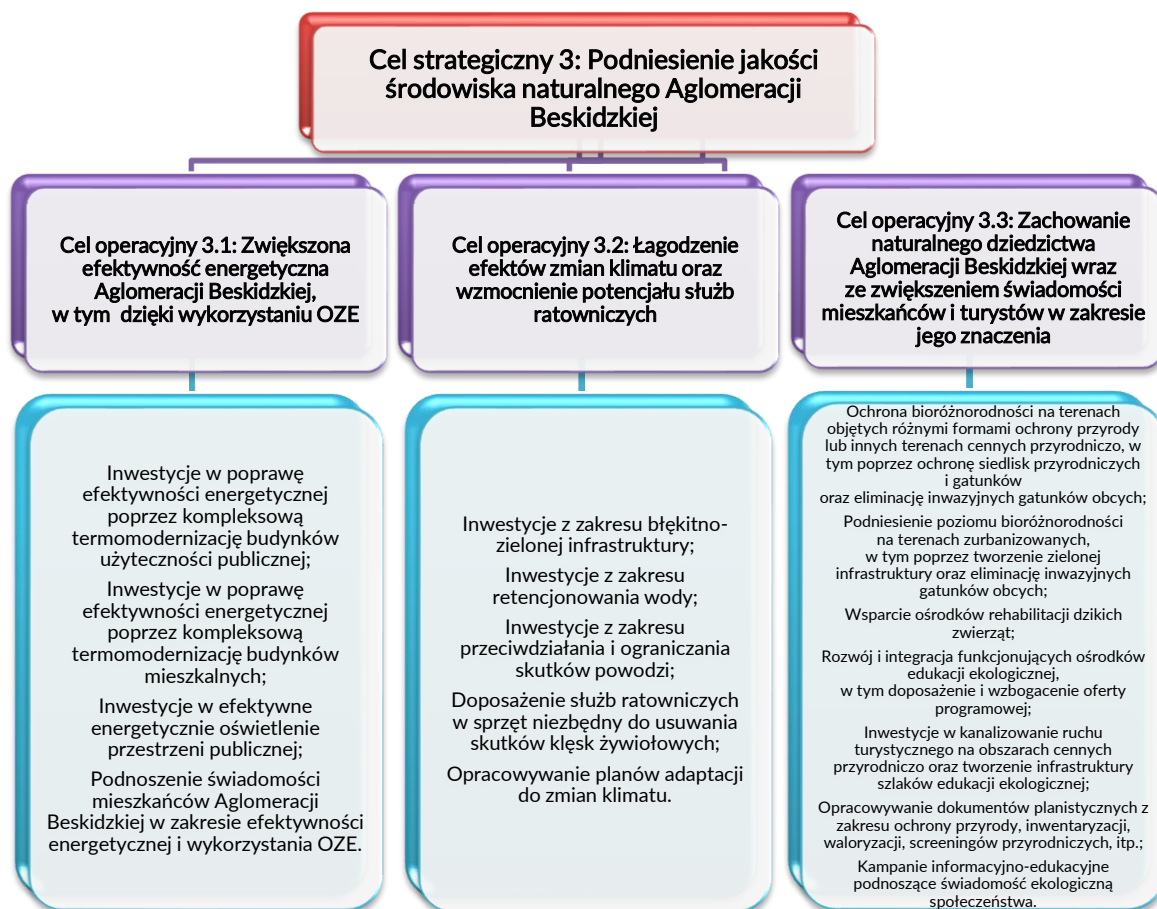 Cel strategiczny 3: Podniesienie jakości
środowiska naturalnego Aglomeracji
Beskidzkiej
Cel operacyjny 3.1: Zwiększona
efektywność energetyczna
Aglomeracji Beskidzkiej,
w tym dzięki wykorzystaniu OZE
Inwestycje w poprawę
efektywności energetycznej
poprzez kompleksową
termomodernizację budynków
użyteczności publicznej;
Inwestycje w poprawę
efektywności energetycznej
poprzez kompleksową
termomodernizację budynków
mieszkalnych;
Inwestycje w efektywne
energetycznie oświetlenie
przestrzeni publicznej;
Podnoszenie świadomości
mieszkańców Aglomeracji
Beskidzkiej w zakresie efektywności
energetycznej i wykorzystania OZE.
Cel operacyjny 3.2: Łagodzenie
efektów zmian klimatu oraz
wzmocnienie potencjału służb
ratowniczych
Inwestycje z zakresu błękitno-
zielonej infrastruktury;
Inwestycje z zakresu
retencjonowania wody;
Inwestycje z zakresu
przeciwdziałania i ograniczania
skutków powodzi;
Doposażenie służb ratowniczych
w sprzęt niezbędny do usuwania
skutków klęsk żywiołowych;
Opracowywanie planów adaptacji
do zmian klimatu.
Cel operacyjny 3.3: Zachowanie
naturalnego dziedzictwa
Aglomeracji Beskidzkiej wraz
ze zwiększeniem świadomości
mieszkańców i turystów w zakresie
jego znaczenia
Ochrona bioróżnorodności na terenach
objętych różnymi formami ochrony przyrody
lub innych terenach cennych przyrodniczo, w
tym poprzez ochronę siedlisk przyrodniczych
i gatunków
oraz eliminację inwazyjnych gatunków obcych;
Podniesienie poziomu bioróżnorodności
na terenach zurbanizowanych,
w tym poprzez tworzenie zielonej
infrastruktury oraz eliminację inwazyjnych
gatunków obcych;
Wsparcie ośrodków rehabilitacji dzikich
zwierząt;
Rozwój i integracja funkcjonujących ośrodków
edukacji ekologicznej,
w tym doposażenie i wzbogacenie oferty
programowej;
Inwestycje w kanalizowanie ruchu
turystycznego na obszarach cennych
przyrodniczo oraz tworzenie infrastruktury
szlaków edukacji ekologicznej;
Opracowywanie dokumentów planistycznych z
zakresu ochrony przyrody, inwentaryzacji,
waloryzacji, screeningów przyrodniczych, itp.;
Kampanie informacyjno-edukacyjne
podnoszące świadomość ekologiczną
społeczeństwa.